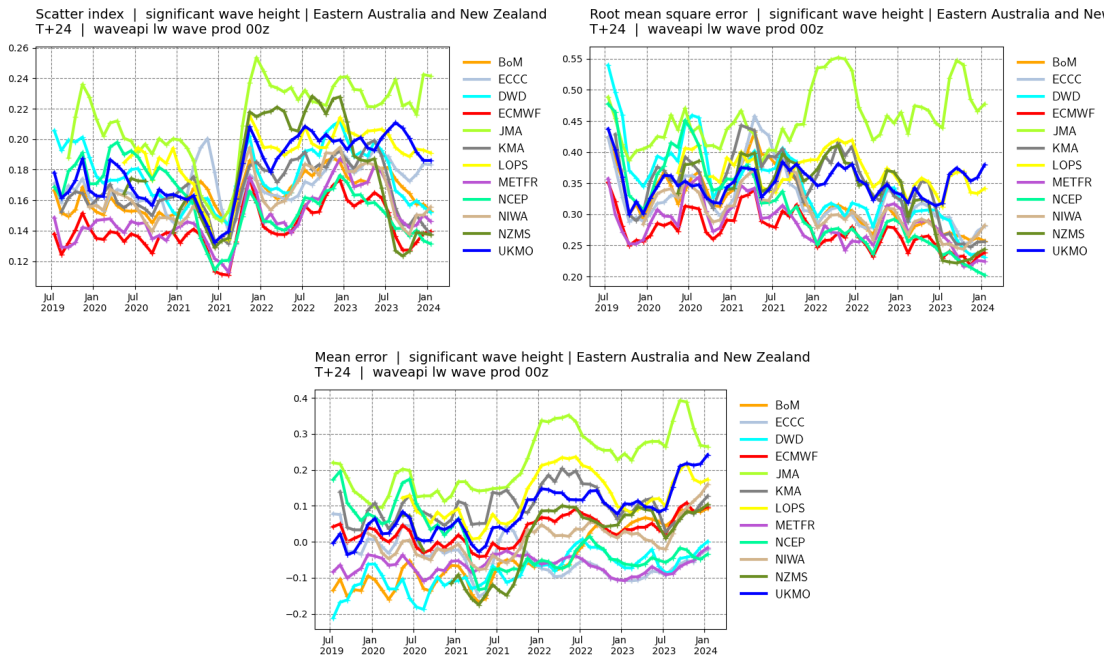 Scatter index | significant wave height | Eastern Australia and New Zealand
T+24 | waveapi lw wave prod 00z
0.26
0.24
0.22
0.20
0.18
0.16
0.14
0.12
Jul 2019
Jan 2020
Jul 2020
Jan 2021
Jul 2021
Jan 2022
Jul 2022
Jan 2023
Jul 2023
Jan 2024
BoM
ECCC
DWD
ECMWF
JMA
KMA
LOPS
METFR
NCEP
NIWA
NZMS
UKMO
Root mean square error | significant wave height | Eastern Australia and New
T+24 | waveapi lw wave prod 00z
0.55
0.50
0.45
0.40
0.35
0.30
0.25
0.20
Jul 2019
Jan 2020
Jul 2020
Jan 2021
Jul 2021
Jan 2022
Jul 2022
Jan 2023
Jul 2023
Jan 2024
BoM
ECCC
DWD
ECMWF
JMA
KMA
LOPS
METFR
NCEP
NIWA
NZMS
UKMO
Mean error | significant wave height | Eastern Australia and New Zealand
T+24 | waveapi lw wave prod 00z
0.4
0.3
0.2
0.1
0.0
−0.1
−0.2
Jul 2019
Jan 2020
Jul 2020
Jan 2021
Jul 2021
Jan 2022
Jul 2022
Jan 2023
Jul 2023
Jan 2024
BoM
ECCC
DWD
ECMWF
JMA
KMA
LOPS
METFR
NCEP
NIWA
NZMS
UKMO